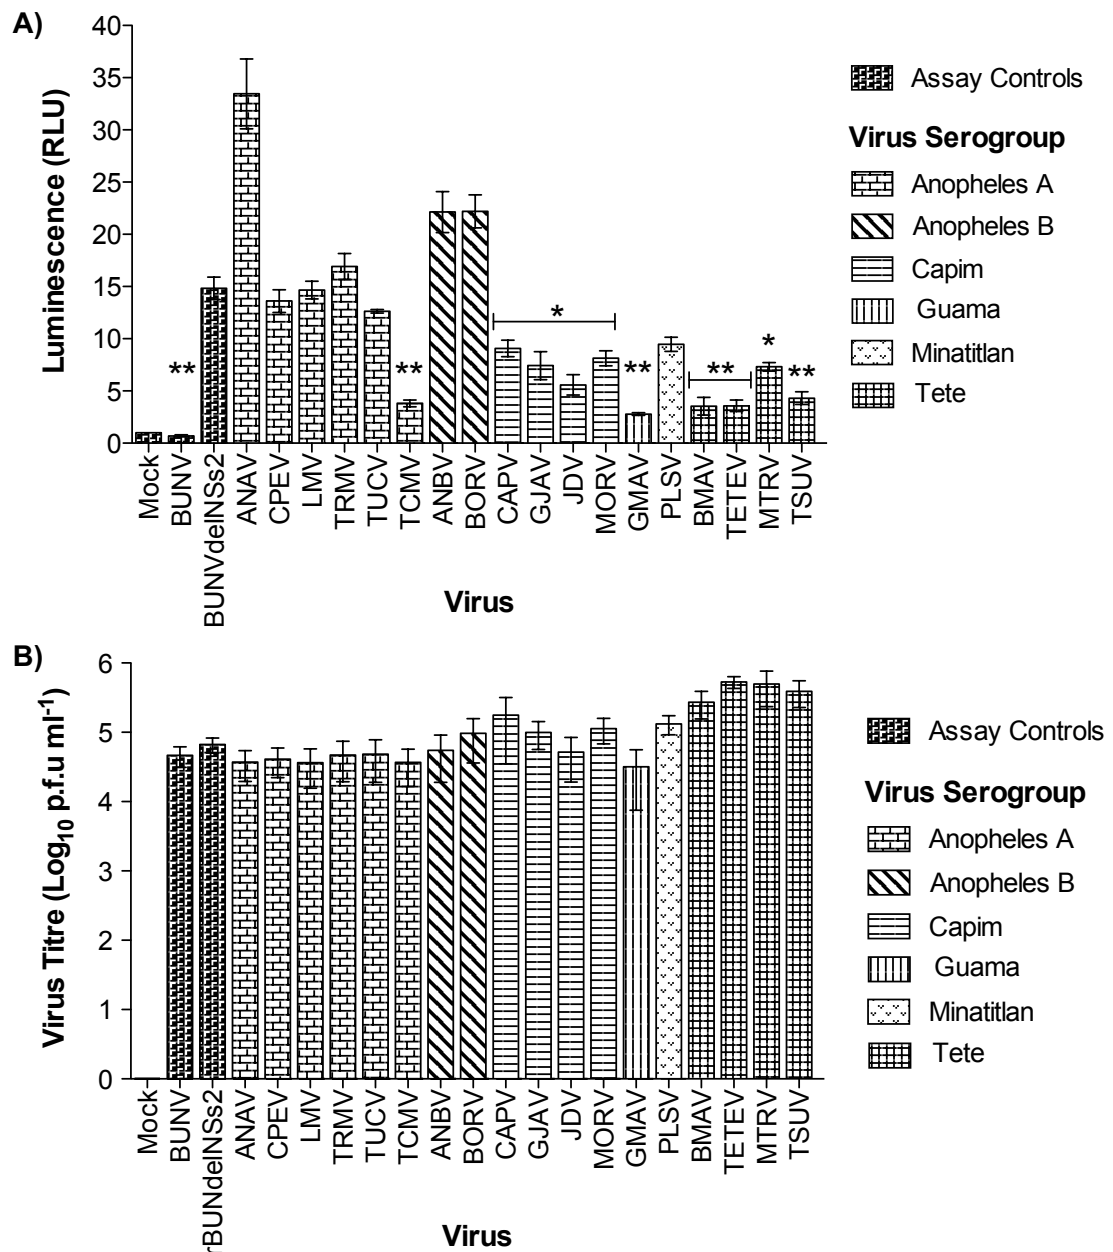 A)
Luminescence (RLU)
40
35
30
25
20
15
10
5
0
**
**
*
**
**
*
**
Mock
BUNV
BUNVdelNSs2
ANAV
CPEV
LMV
TRMV
TUCV
TCMV
ANBV
BORV
CAPV
GJAV
JDV
MORV
GMAV
PLSV
BMAV
TETEV
MTRV
TSUV
Virus
Assay Controls
Virus Serogroup
Anopheles A
Anopheles B
Capim
Guama
Minatitlan
Tete
B)
Virus Titre (Log10 p.f.u ml-1)
6
5
4
3
2
1
0
Mock
BUNV
rBUNdelNSs2
ANAV
CPEV
LMV
TRMV
TUCV
TCMV
ANBV
BORV
CAPV
GJAV
JDV
MORV
GMAV
PLSV
BMAV
TETEV
MTRV
TSUV
Virus
Assay Controls
Virus Serogroup
Anopheles A
Anopheles B
Capim
Guama
Minatitlan
Tete